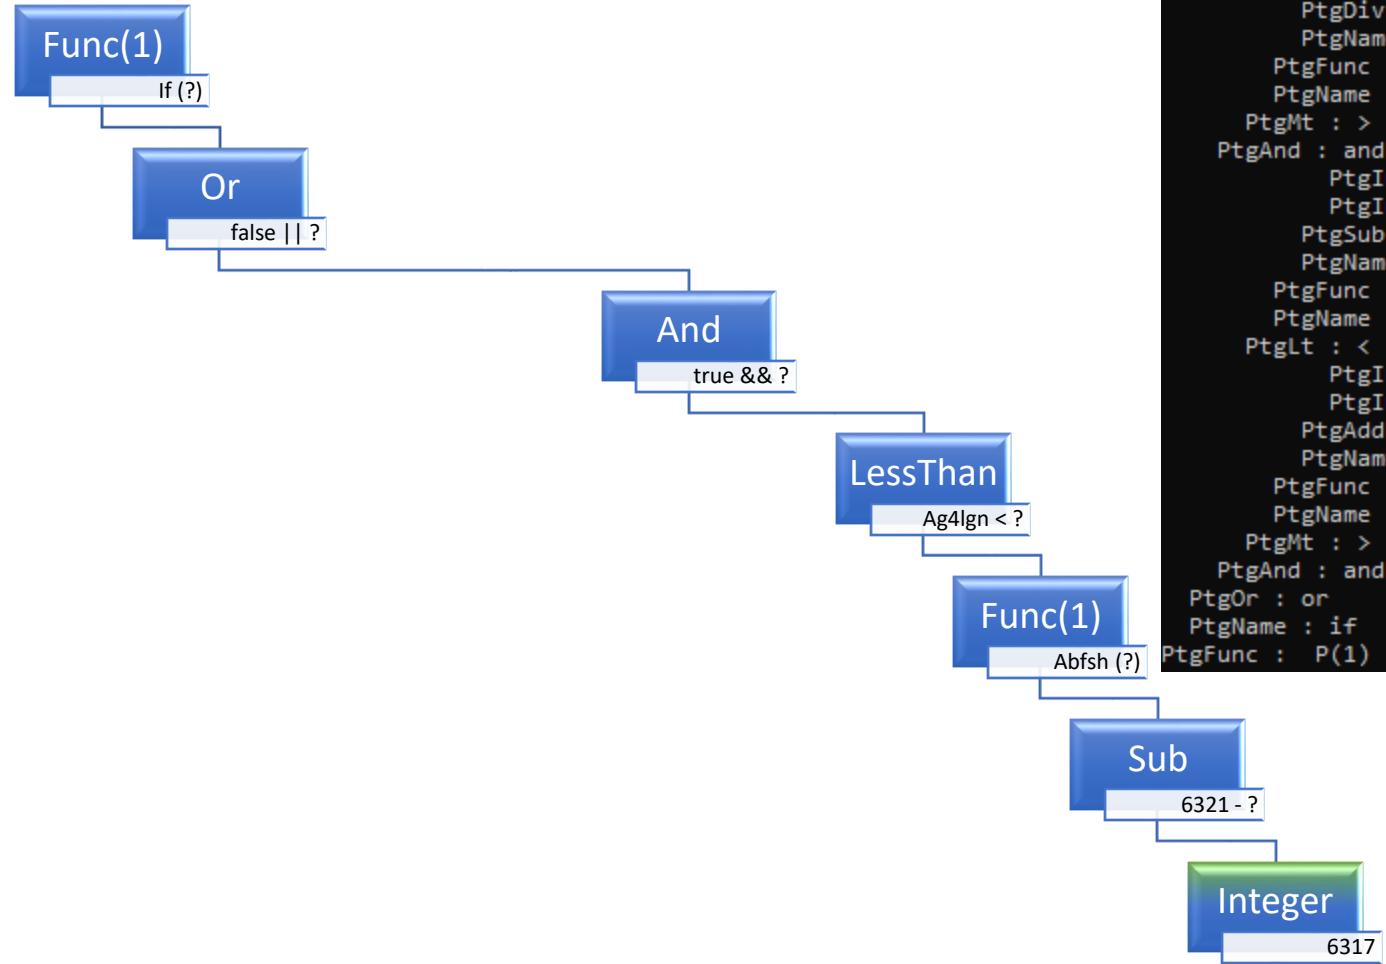 Func(1)
If (?)
Or
false || ?
And
true && ?
LessThan
Ag4lgn < ?
Func(1)
Abfsh (?)
Sub
6321 - ?
Integer
6317
PtgDiv
PtgNam
PtgFunc
PtgName
PtgMt : >
PtgAnd : and
PtgI
PtgI
PtgSub
PtgNam
PtgFunc
PtgName
PtgLt : <
PtgI
PtgI
PtgAdd
PtgNam
PtgFunc
PtgName
PtgMt : >
PtgAnd : and
PtgOr : or
PtgName : if
PtgFunc : P(1)